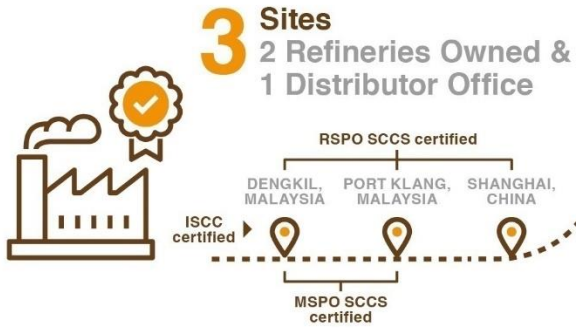 3 Sites
2 Refineries Owned &
1 Distributor Office
RSPO SCCS certified
DENGKIL,
MALAYSIA
PORT KLANG,
MALAYSIA
SHANGHAI,
CHINA
ISCC
certified
MSPO SCCS
certified